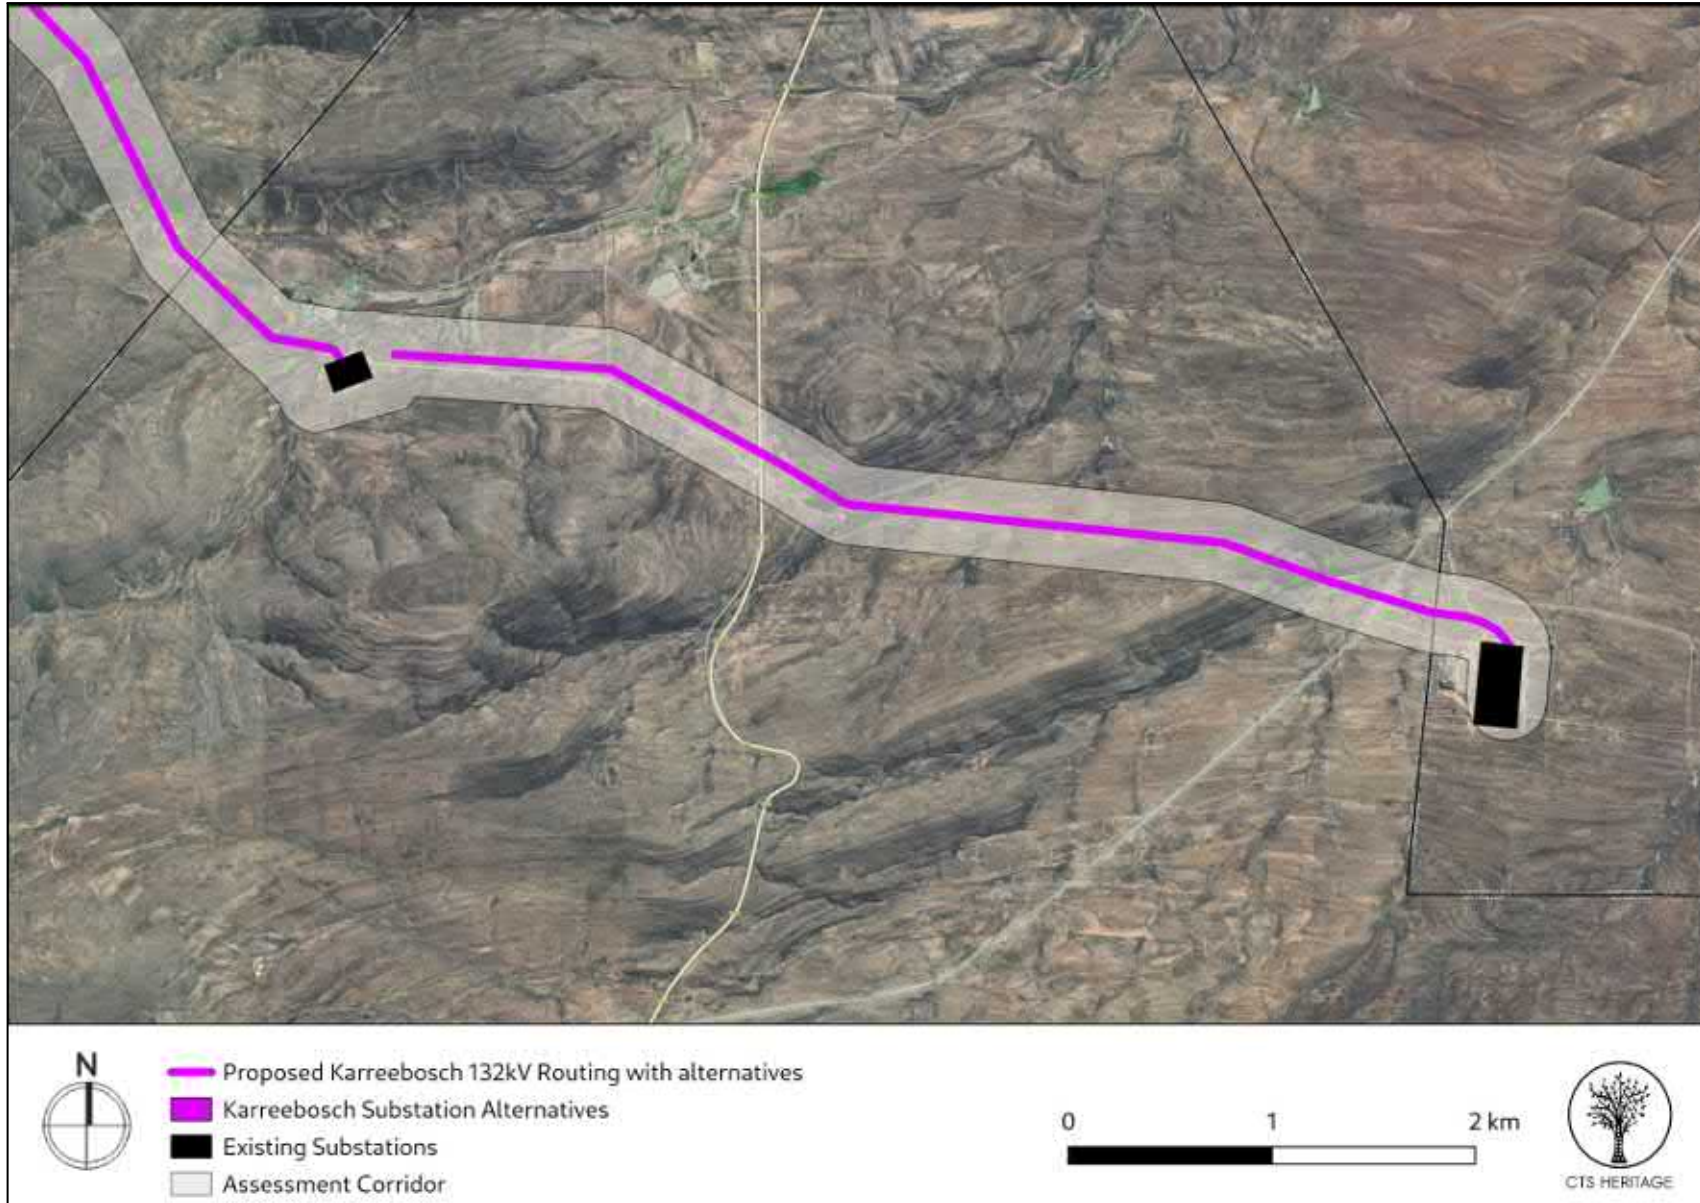 N
Proposed Karreebosch 132kV Routing with alternatives
Karreebosch Substation Alternatives
Existing Substations
Assessment Corridor
0 1 2 km
CTS HERITAGE